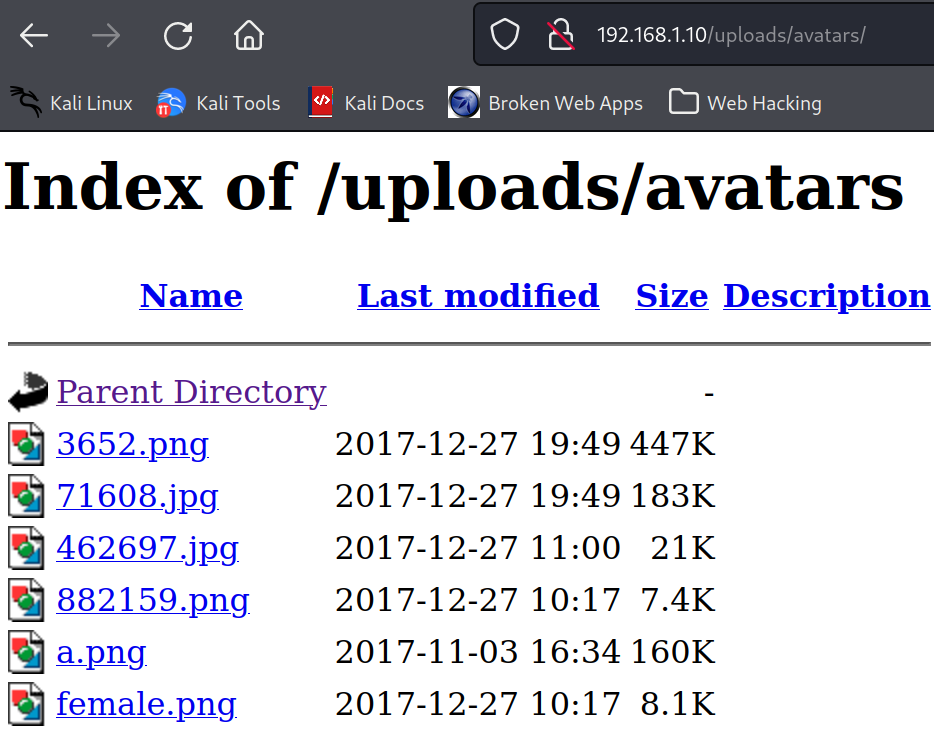 192.168.1.10/uploads/avatars/
Kali Linux Kali Tools Kali Docs Broken Web Apps Web Hacking
Index of /uploads/avatars
Name Last modified Size Description
Parent Directory -
3652.png 2017-12-27 19:49 447K
71608.jpg 2017-12-27 19:49 183K
462697.jpg 2017-12-27 11:00 21K
882159.png 2017-12-27 10:17 7.4K
a.png 2017-11-03 16:34 160K
female.png 2017-12-27 10:17 8.1K